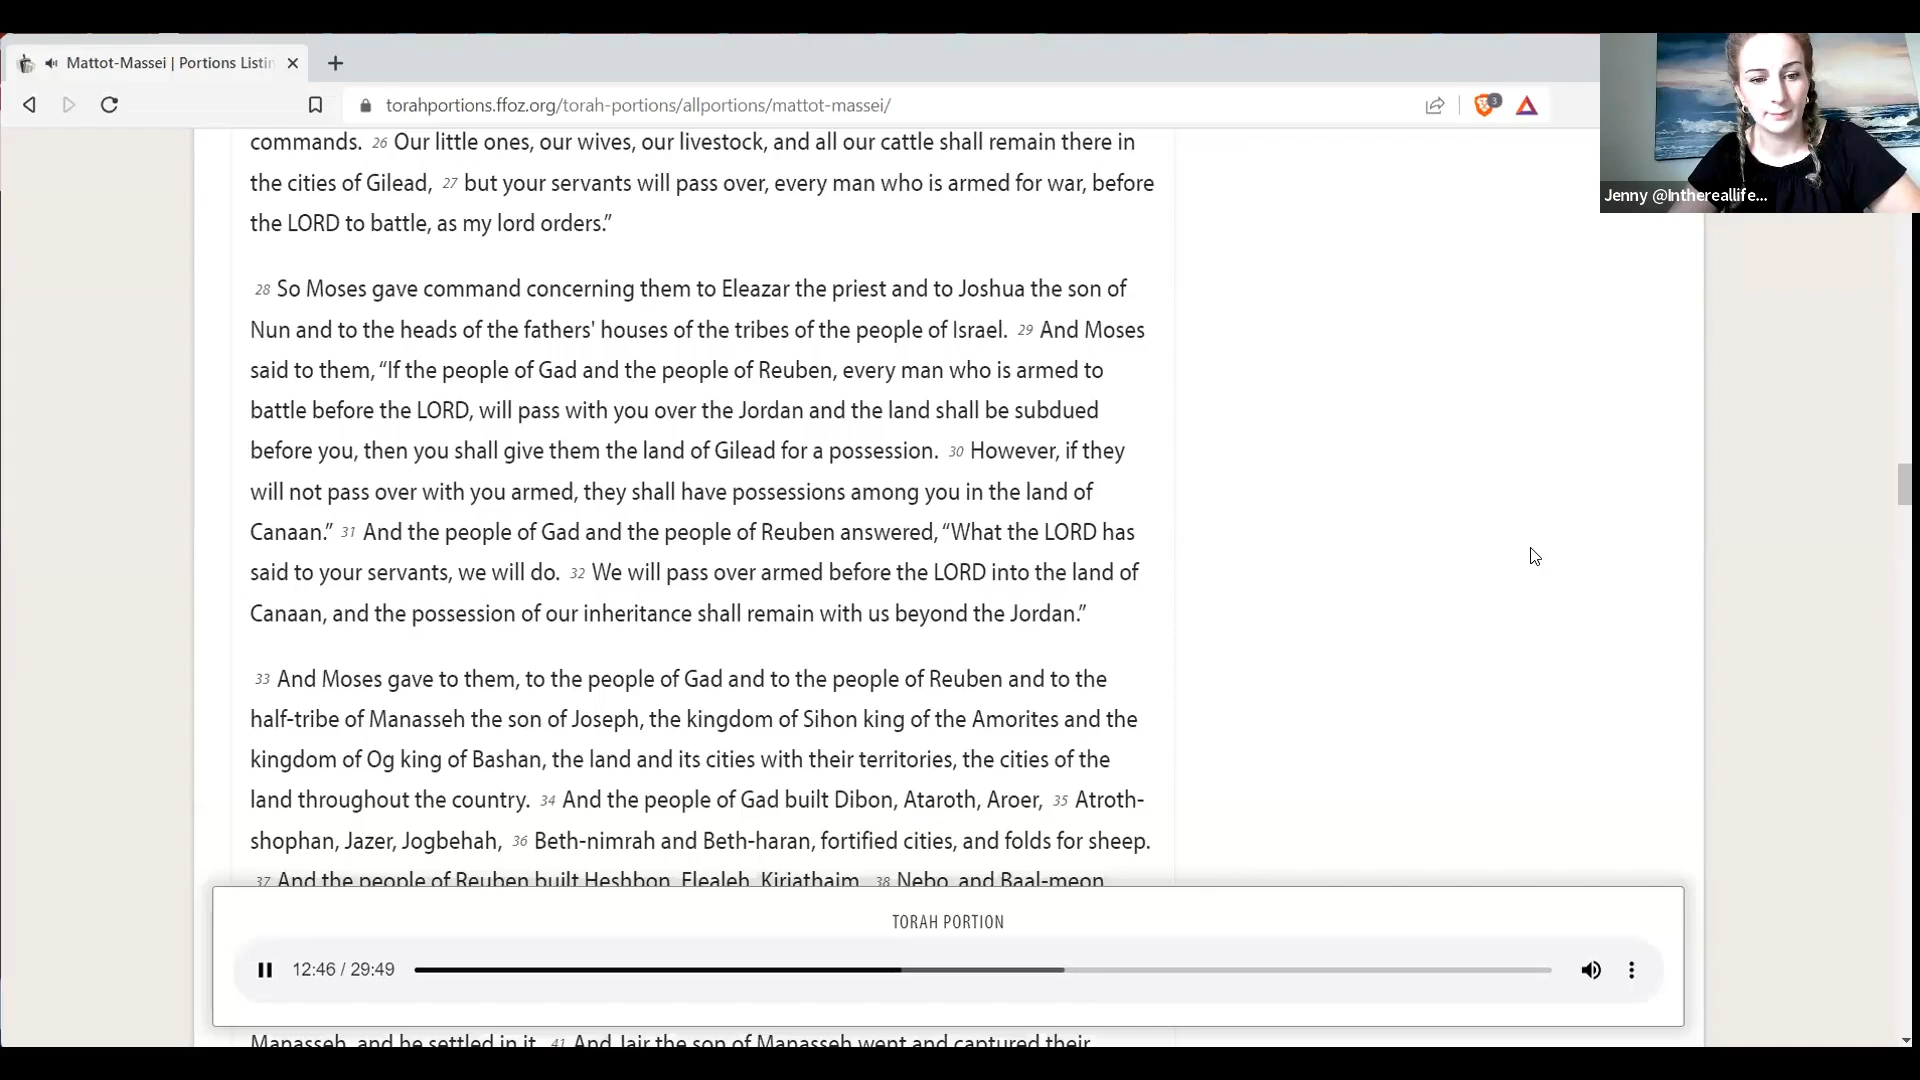 Mattot-Massei | Portions Listin
torahportions.ffoz.org/torah-portions/allportions/mattot-massei/
3
Jenny @Inthereallife...
commands. 26 Our little ones, our wives, our livestock, and all our cattle shall remain there in
the cities of Gilead, 27 but your servants will pass over, every man who is armed for war, before
the LORD to battle, as my lord orders.”
28 So Moses gave command concerning them to Eleazar the priest and to Joshua the son of
Nun and to the heads of the fathers' houses of the tribes of the people of Israel. 29 And Moses
said to them, “If the people of Gad and the people of Reuben, every man who is armed to
battle before the LORD, will pass with you over the Jordan and the land shall be subdued
before you, then you shall give them the land of Gilead for a possession. 30 However, if they
will not pass over with you armed, they shall have possessions among you in the land of
Canaan.” 31 And the people of Gad and the people of Reuben answered, “What the LORD has
said to your servants, we will do. 32 We will pass over armed before the LORD into the land of
Canaan, and the possession of our inheritance shall remain with us beyond the Jordan.”
33 And Moses gave to them, to the people of Gad and to the people of Reuben and to the
half-tribe of Manasseh the son of Joseph, the kingdom of Sihon king of the Amorites and the
kingdom of Og king of Bashan, the land and its cities with their territories, the cities of the
land throughout the country. 34 And the people of Gad built Dibon, Ataroth, Aroer, 35 Atroth-
shophan, Jazer, Jogbehah, 36 Beth-nimrah and Beth-haran, fortified cities, and folds for sheep.
37 And the people of Reuben built Heshbon, Elealeh, Kiriathaim, 38 Nebo, and Baal-meon
TORAH PORTION
12:46 / 29:49
Manasseh, and he settled in it. 41 And Jair the son of Manasseh went and captured their